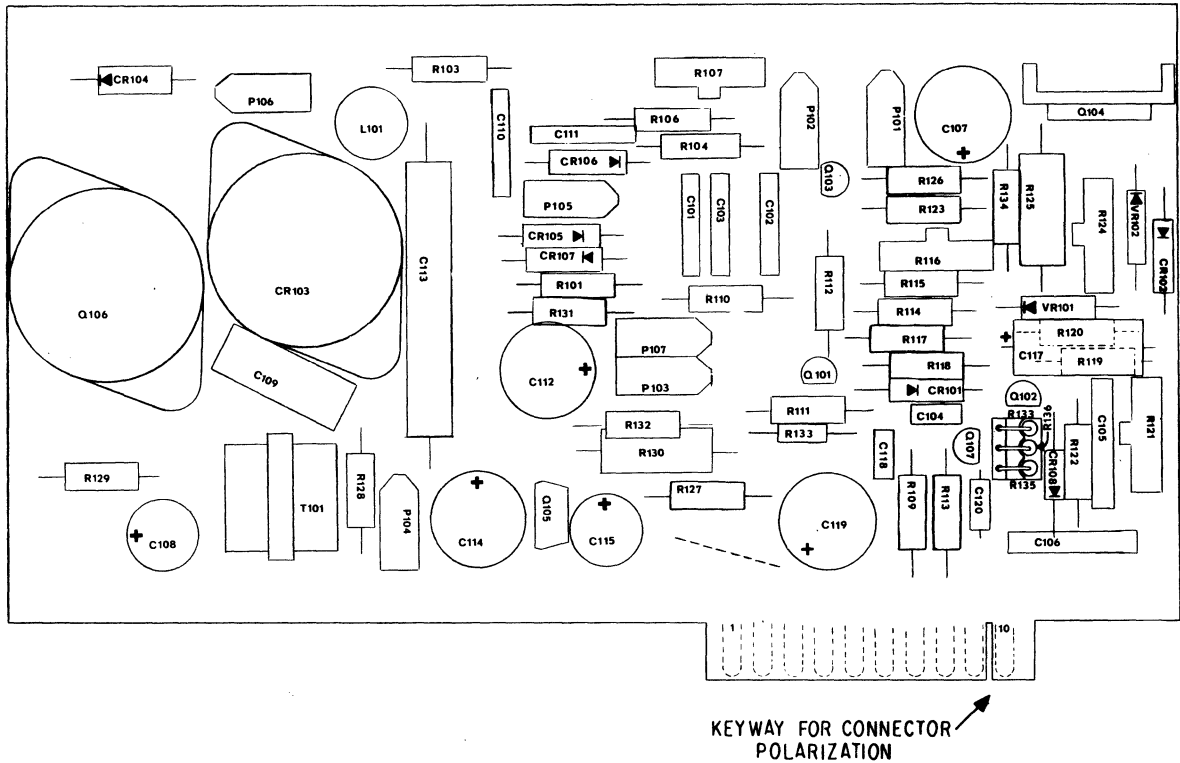 CR104
P106
R103
L101
C110
R107
C111
R106
R104
CR106
P102
P101
C107
Q104
Q103
P105
R126
R123
R134
R125
R124
VR102
CR102
C101
C103
C102
CR105
CR107
R101
R131
R110
R112
R116
R115
R114
R117
R118
CR101
C104
VR101
R120
C117
R119
Q106
CR103
C113
C109
C112
P107
P103
Q101
Q102
R111
R133
R132
R130
C118
Q107
R133
R136
CR108
R135
R122
C105
R121
R129
T101
R128
P104
C108
C114
Q105
C115
R127
C119
R109
R113
C120
C106
1
10
KEYWAY FOR CONNECTOR
POLARIZATION